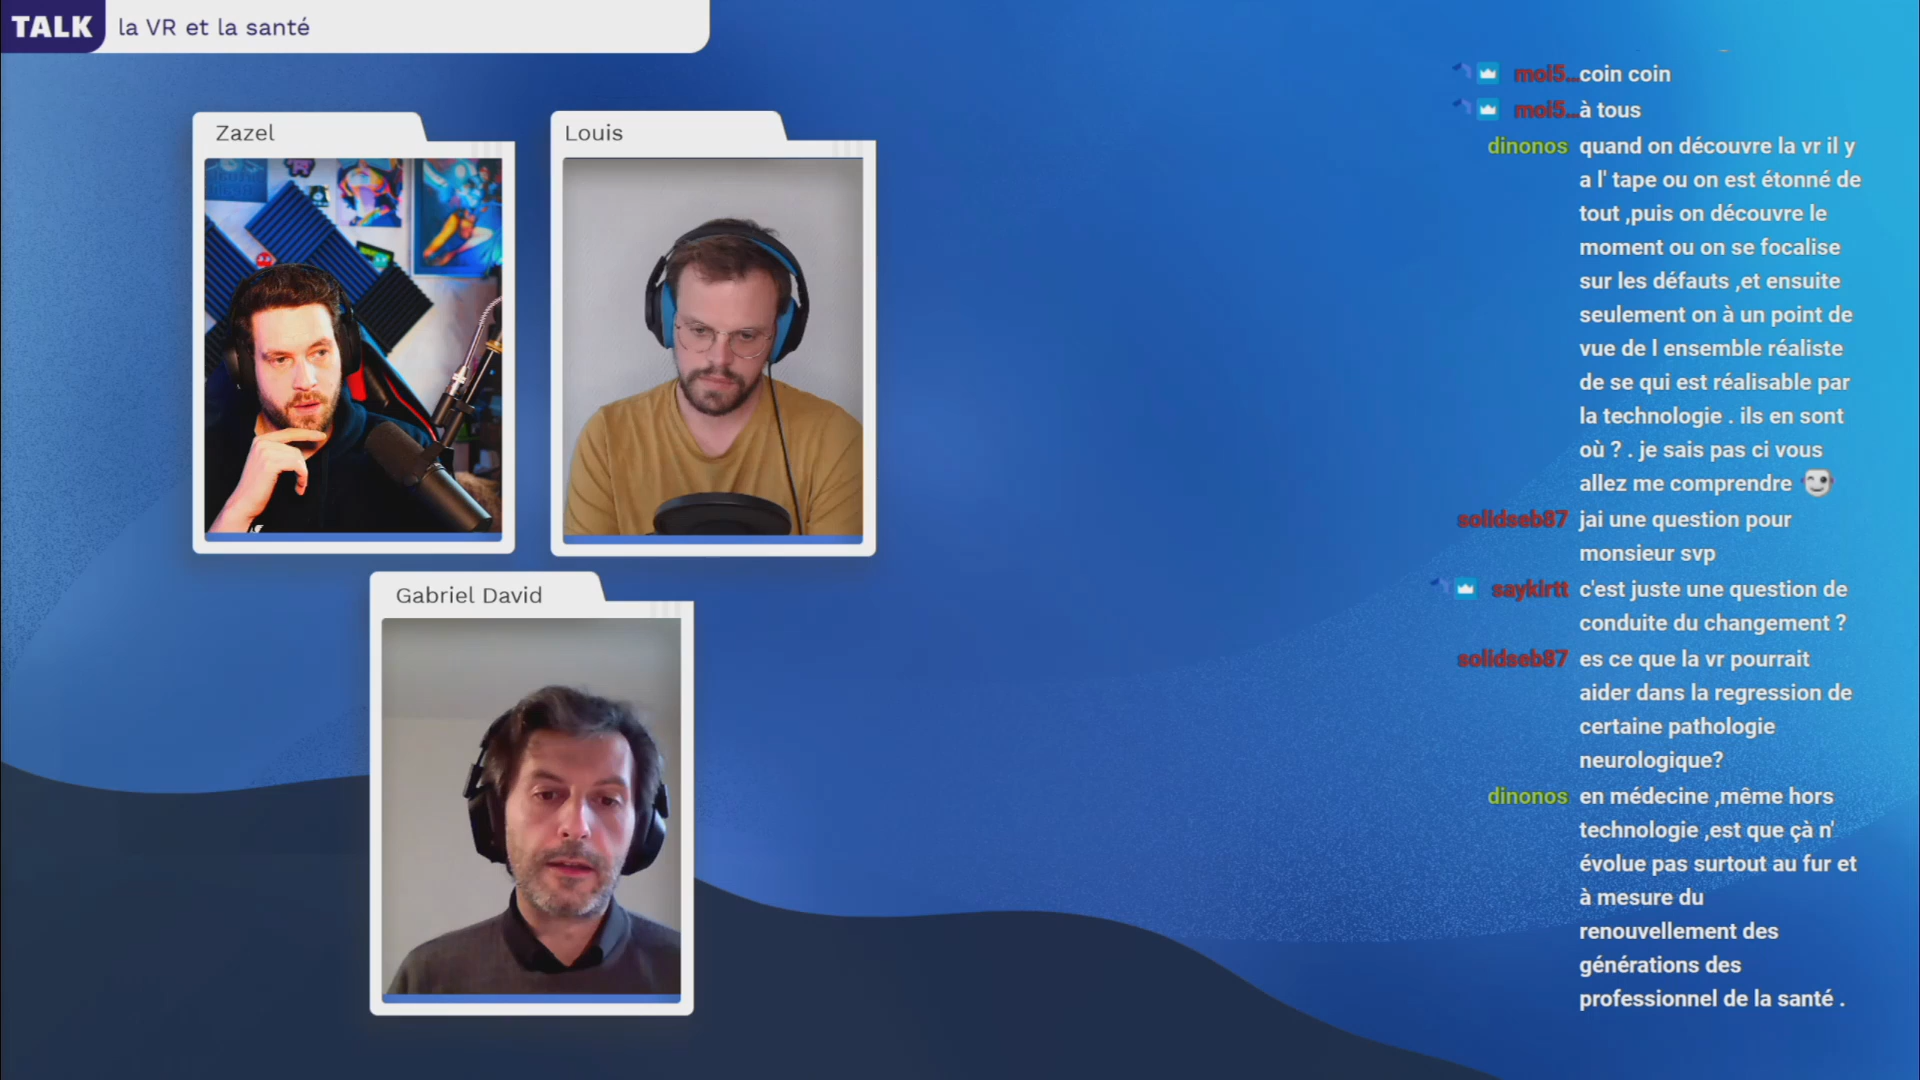 TALK la VR et la santé
Zazel
Louis
Gabriel David
moi5... coin coin
moi5... à tous
dinonos quand on découvre la vr il y
a l' tape ou on est étonné de
tout ,puis on découvre le
moment ou on se focalise
sur les défauts ,et ensuite
seulement on à un point de
vue de l ensemble réaliste
de se qui est réalisable par
la technologie . ils en sont
où ? . je sais pas ci vous
allez me comprendre
solidseb87 jai une question pour
monsieur svp
saykirtt c'est juste une question de
conduite du changement ?
solidseb87 es ce que la vr pourrait
aider dans la regression de
certaine pathologie
neurologique?
dinonos en médecine ,même hors
technologie ,est que çà n'
évolue pas surtout au fur et
à mesure du
renouvellement des
générations des
professionnel de la santé .